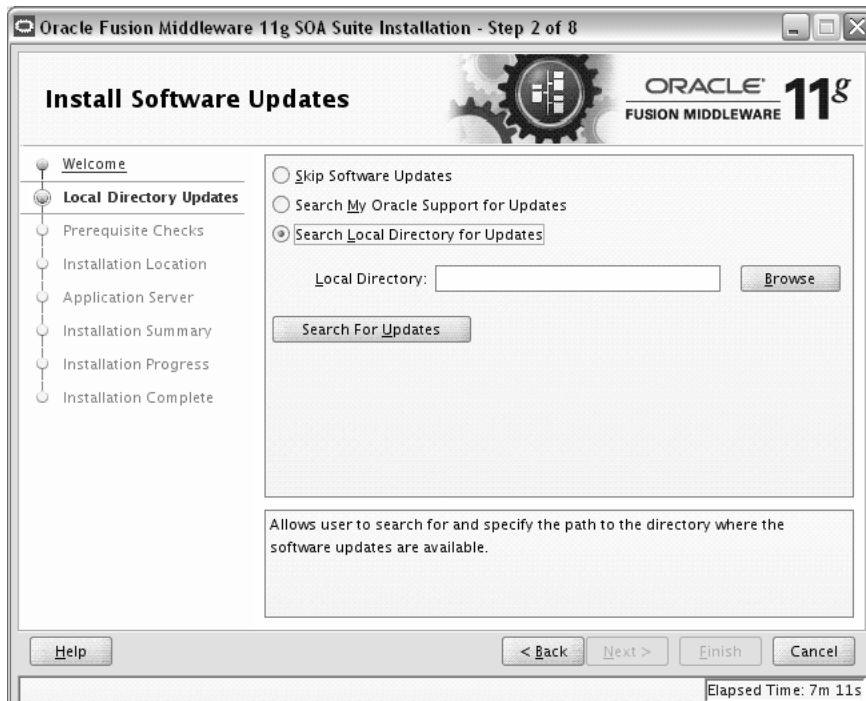 Oracle Fusion Middleware 11g SOA Suite Installation - Step 2 of 8
Install Software Updates
ORACLE
FUSION MIDDLEWARE
11g
Welcome
Local Directory Updates
Prerequisite Checks
Installation Location
Application Server
Installation Summary
Installation Progress
Installation Complete
Skip Software Updates
Search My Oracle Support for Updates
Search Local Directory for Updates
Local Directory:
Browse
Search For Updates
Allows user to search for and specify the path to the directory where the
software updates are available.
Help
< Back
Next >
Finish
Cancel
Elapsed Time: 7m 11s